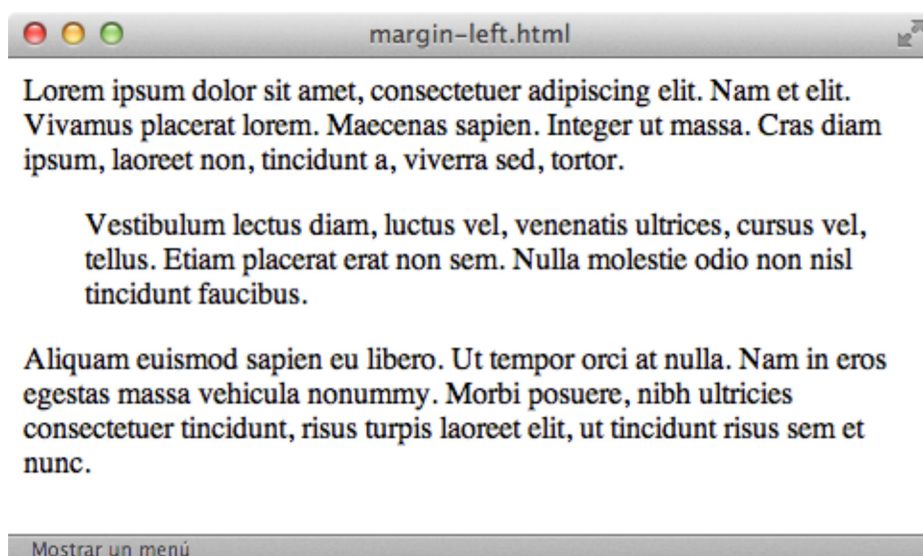 margin-left.html
Lorem ipsum dolor sit amet, consectetuer adipiscing elit. Nam et elit.
Vivamus placerat lorem. Maecenas sapien. Integer ut massa. Cras diam
ipsum, laoreet non, tincidunt a, viverra sed, tortor.
Vestibulum lectus diam, luctus vel, venenatis ultrices, cursus vel,
tellus. Etiam placerat erat non sem. Nulla molestie odio non nisl
tincidunt faucibus.
Aliquam euismod sapien eu libero. Ut tempor orci at nulla. Nam in eros
egestas massa vehicula nonummy. Morbi posuere, nibh ultricies
consectetuer tincidunt, risus turpis laoreet elit, ut tincidunt risus sem et
nunc.
Mostrar un menú